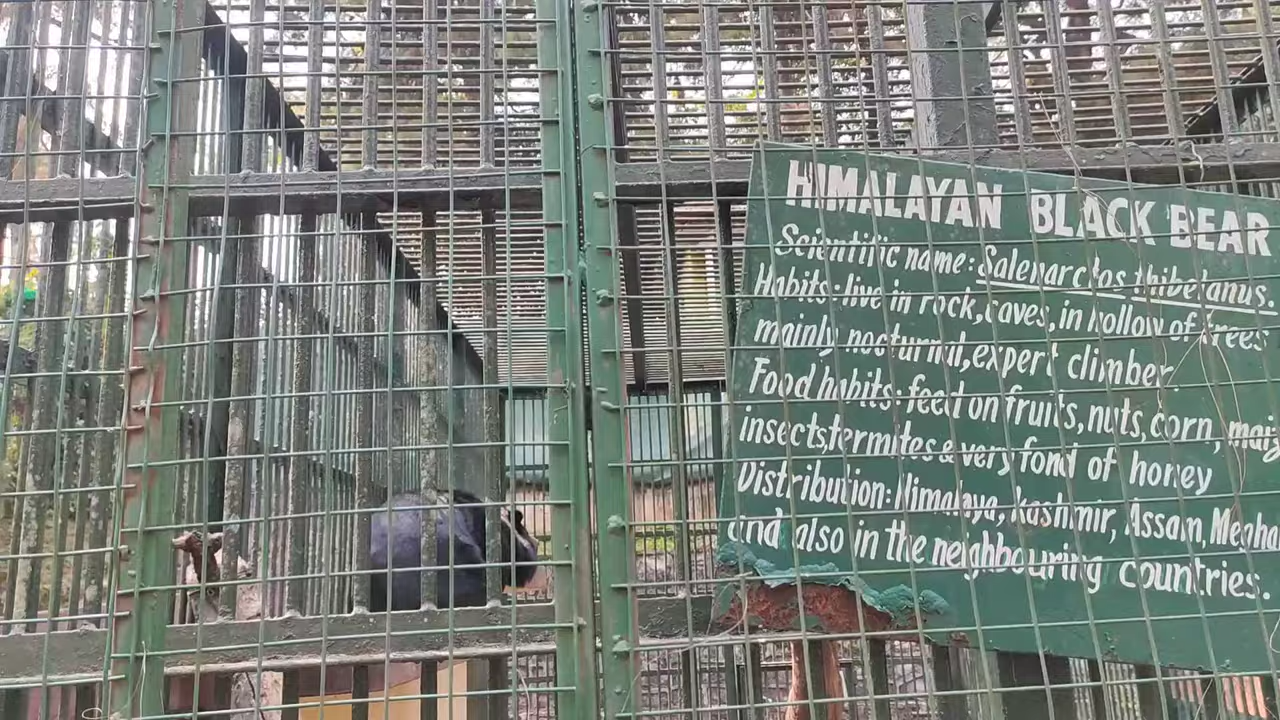 HIMALAYAN BLACK BEAR
Scientific name: Salenarctos thibetanus.
Habits: live in rock, caves, in hollow of trees
mainly nocturnal, expert climber.
Food habits: feed on fruits, nuts, corn,
insects, termites & very fond of honey
Distribution: Himalaya, Kashmir, Assam,
and also in the neighbouring countries.